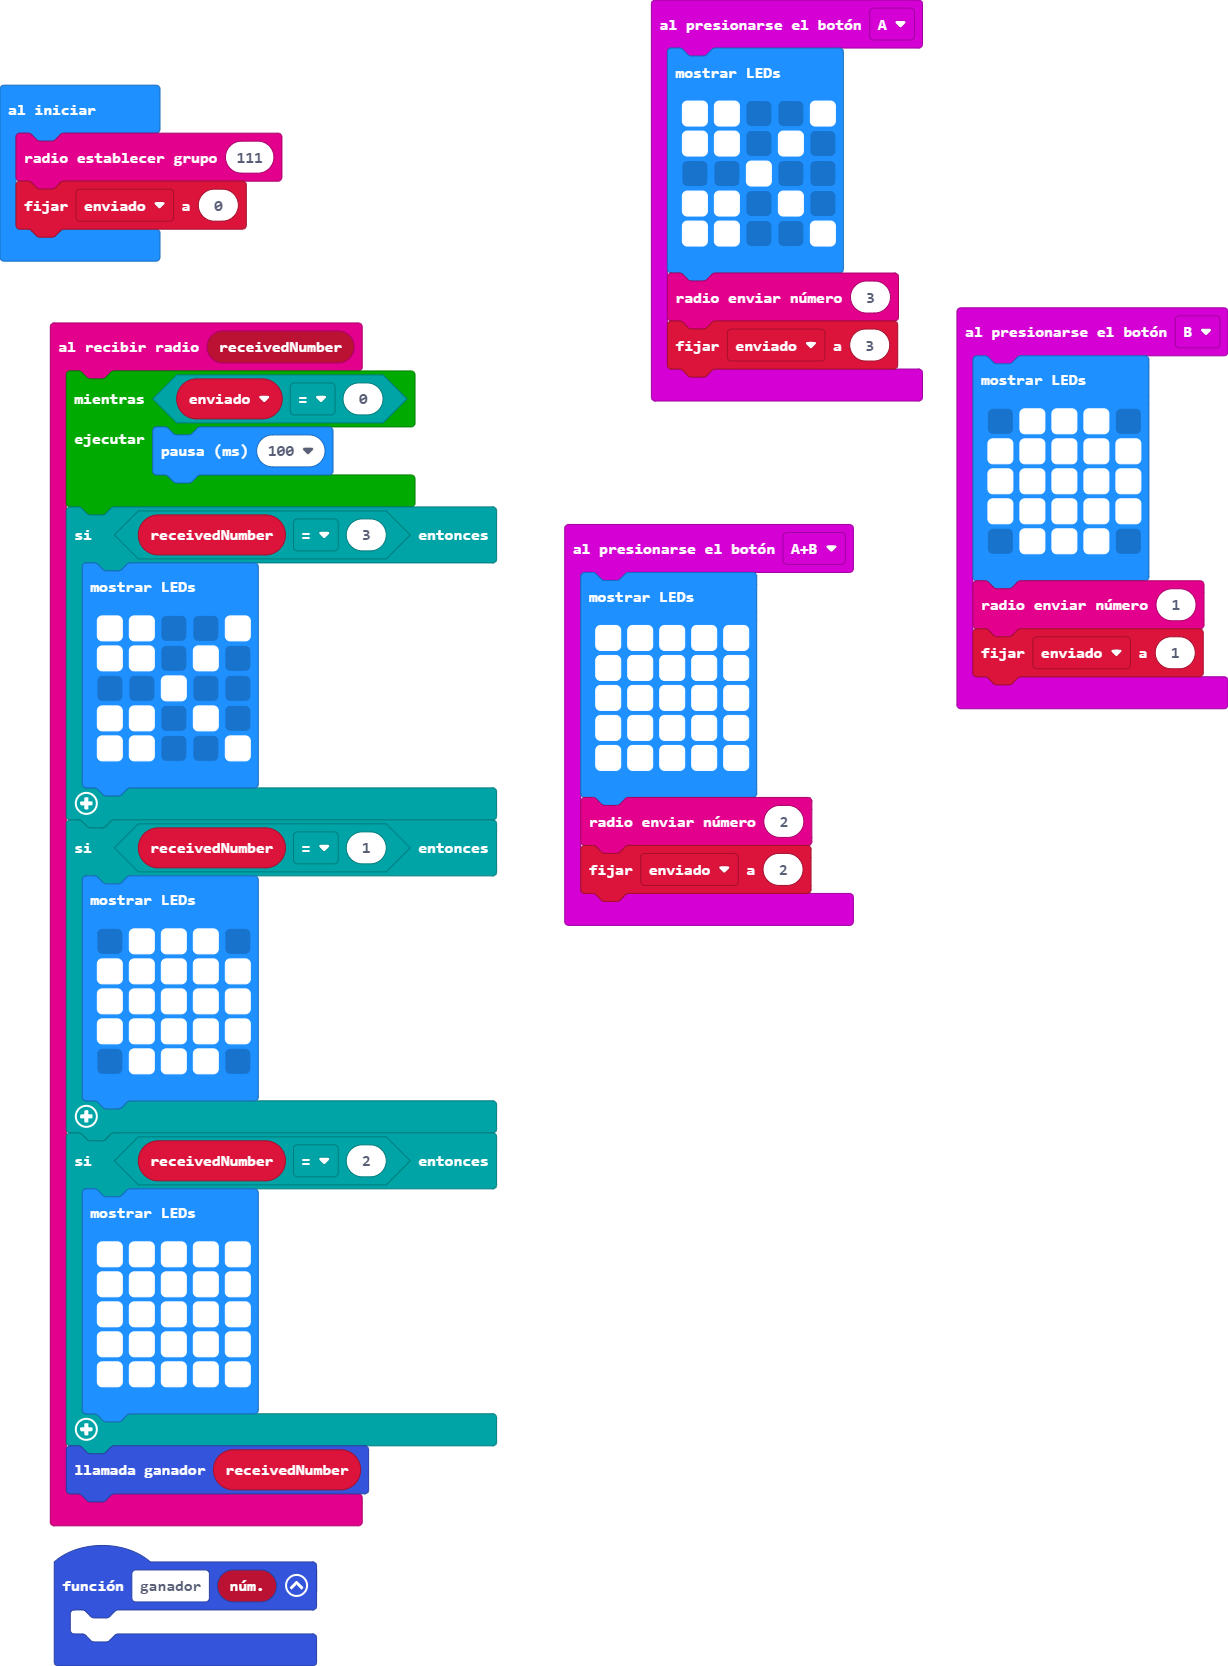 al iniciar
radio establecer grupo 111
fijar enviado a 0
al recibir radio receivedNumber
mientras enviado = 0
ejecutar pausa (ms) 100
si receivedNumber = 3 entonces
mostrar LEDs
si receivedNumber = 1 entonces
mostrar LEDs
si receivedNumber = 2 entonces
mostrar LEDs
llamada ganador receivedNumber
función ganador núm.
al presionarse el botón A
mostrar LEDs
radio enviar número 3
fijar enviado a 3
al presionarse el botón A+B
mostrar LEDs
radio enviar número 2
fijar enviado a 2
al presionarse el botón B
mostrar LEDs
radio enviar número 1
fijar enviado a 1